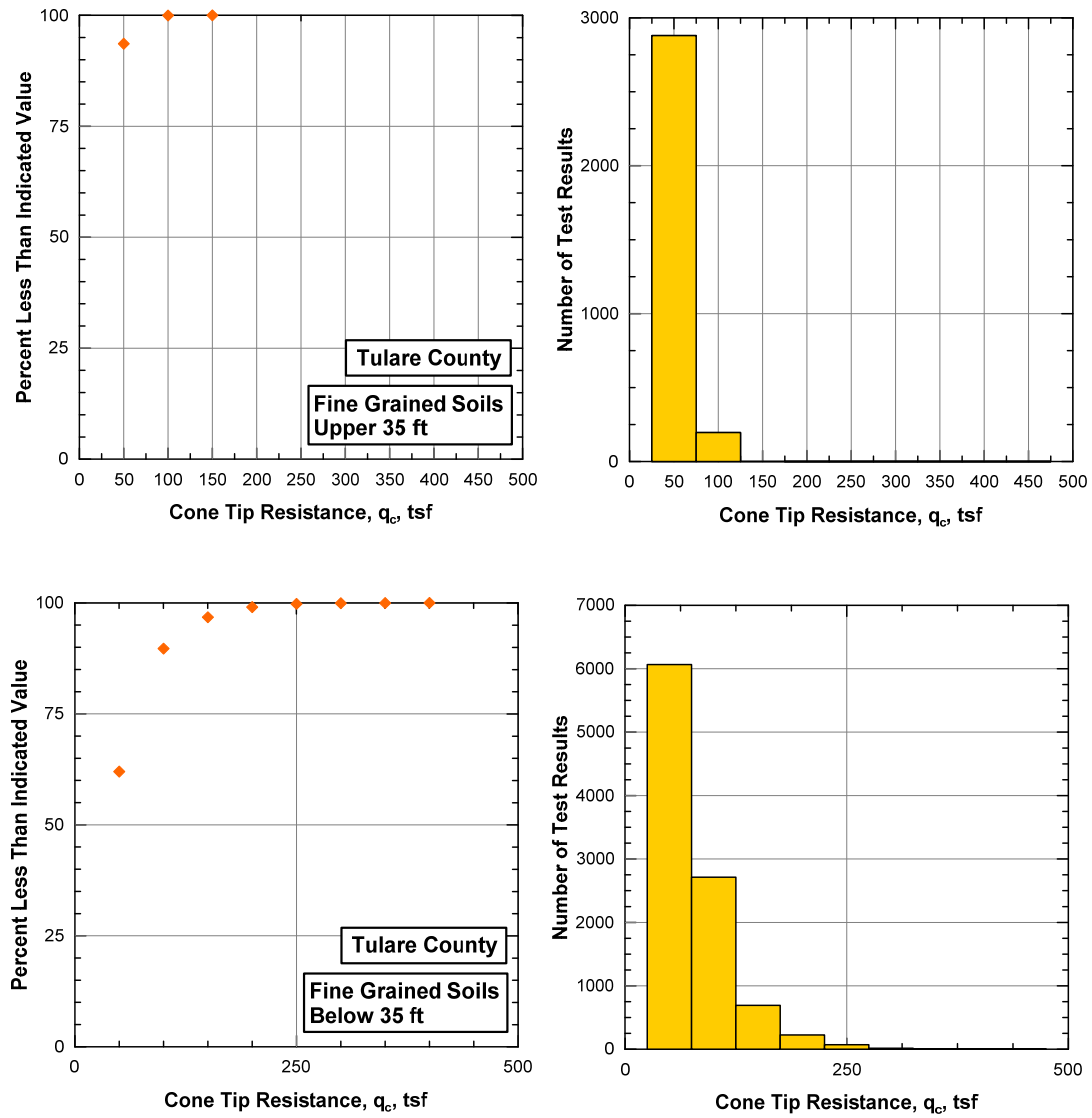 100
75
50
25
0
Percent Less Than Indicated Value
Tulare County
Fine Grained Soils
Upper 35 ft
0 50 100 150 200 250 300 350 400 450 500
Cone Tip Resistance, qc, tsf
3000
2000
1000
0
Number of Test Results
0 50 100 150 200 250 300 350 400 450 500
Cone Tip Resistance, qc, tsf
100
75
50
25
0
Percent Less Than Indicated Value
Tulare County
Fine Grained Soils
Below 35 ft
0 250 500
Cone Tip Resistance, qc, tsf
7000
6000
5000
4000
3000
2000
1000
0
Number of Test Results
0 250 500
Cone Tip Resistance, qc, tsf